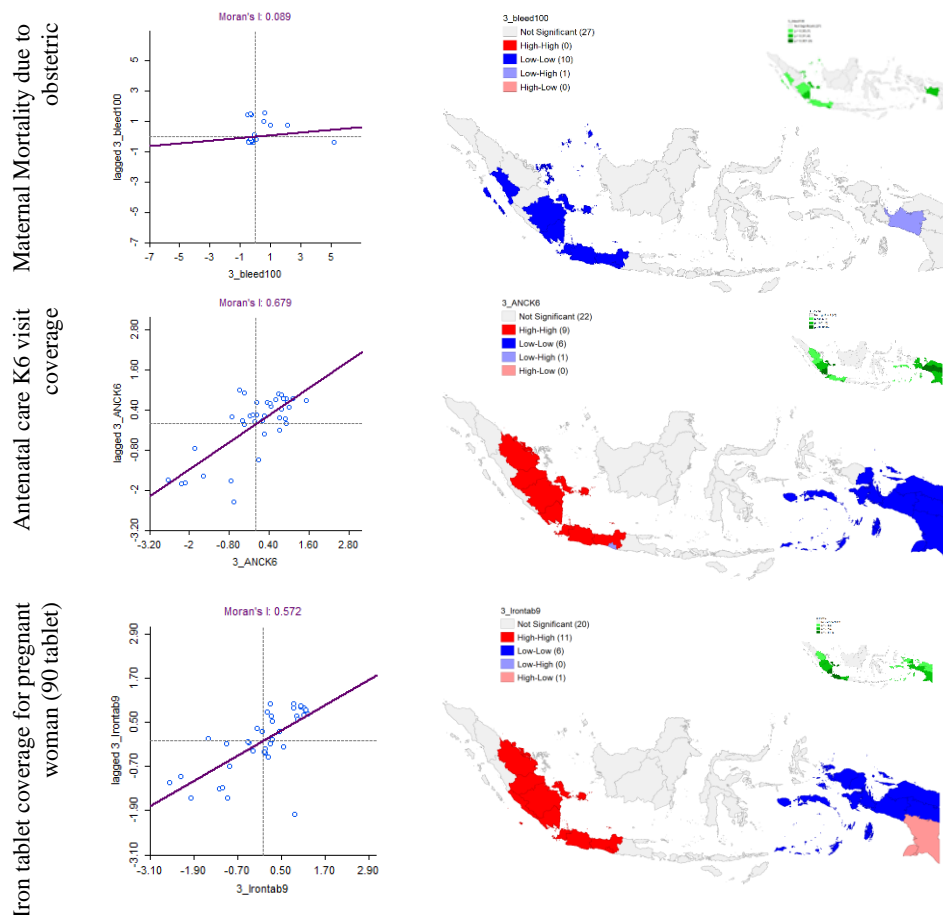 Maternal Mortality due to
obstetric
Moran's I: 0.089
lagged 3_bleed100
7
5
3
1
-1
-3
-5
-7
-7
-5
-3
-1
1
3
5
3_bleed100
3_bleed100
Not Significant (27)
High-High (0)
Low-Low (10)
Low-High (1)
High-Low (0)
Antenatal care K6 visit
coverage
Moran's I: 0.679
lagged 3_ANCK6
2.80
1.60
0.40
-0.80
-2
-3.20
-3.20
-2
-0.80
0.40
1.60
2.80
3_ANCK6
3_ANCK6
Not Significant (22)
High-High (9)
Low-Low (6)
Low-High (1)
High-Low (0)
Iron tablet coverage for pregnant
woman (90 tablet)
Moran's I: 0.572
lagged 3_Irontab9
2.90
1.70
0.50
-1.90
-3.10
-3.10
-1.90
-0.70
0.50
1.70
2.90
3_Irontab9
3_Irontab9
Not Significant (20)
High-High (11)
Low-Low (6)
Low-High (0)
High-Low (1)